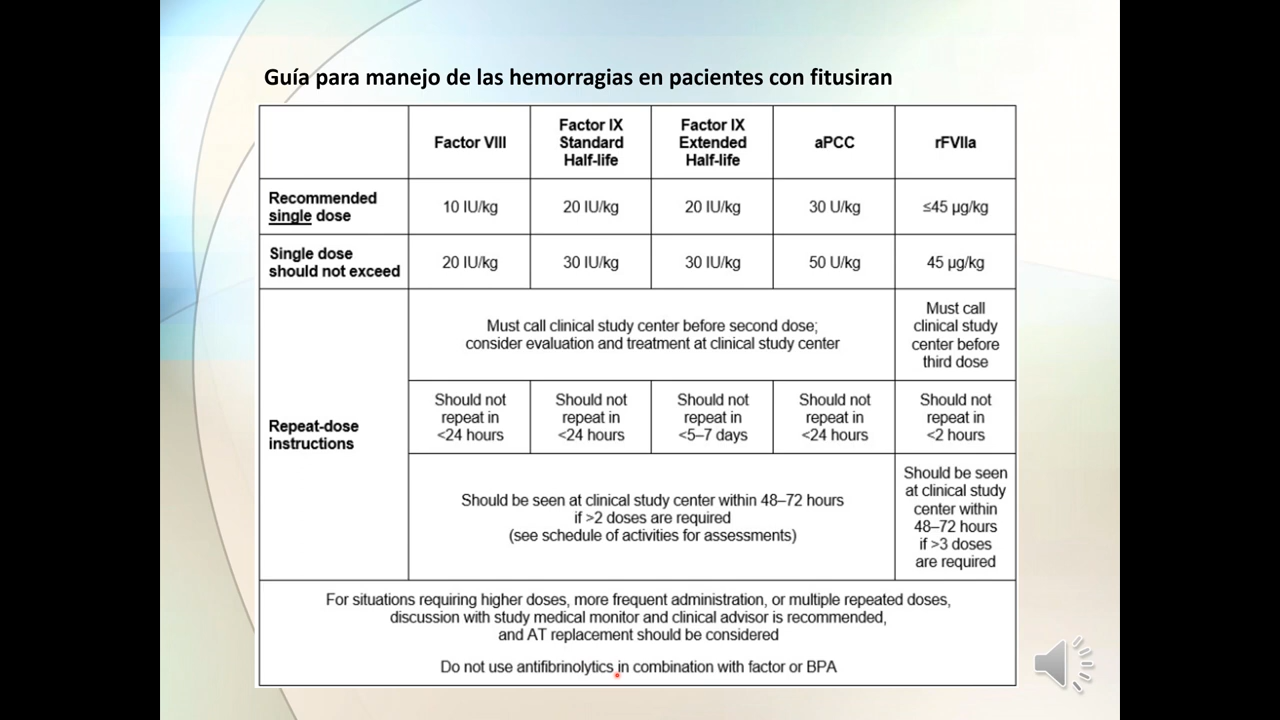 Guía para manejo de las hemorragias en pacientes con fitusiran
Factor VIII
Factor IX
Standard
Half-life
Factor IX
Extended
Half-life
aPCC
rFVIIa
Recommended
single dose
10 IU/kg
20 IU/kg
20 IU/kg
30 U/kg
≤45 µg/kg
Single dose
should not exceed
20 IU/kg
30 IU/kg
30 IU/kg
50 U/kg
45 µg/kg
Repeat-dose
instructions
Must call clinical study center before second dose;
consider evaluation and treatment at clinical study center
Must call
clinical study
center before
third dose
Should not
repeat in
<24 hours
Should not
repeat in
<24 hours
Should not
repeat in
<5–7 days
Should not
repeat in
<24 hours
Should not
repeat in
<2 hours
Should be seen at clinical study center within 48–72 hours
if >2 doses are required
(see schedule of activities for assessments)
Should be seen
at clinical study
center within
48–72 hours
if >3 doses
are required
For situations requiring higher doses, more frequent administration, or multiple repeated doses,
discussion with study medical monitor and clinical advisor is recommended,
and AT replacement should be considered
Do not use antifibrinolytics in combination with factor or BPA